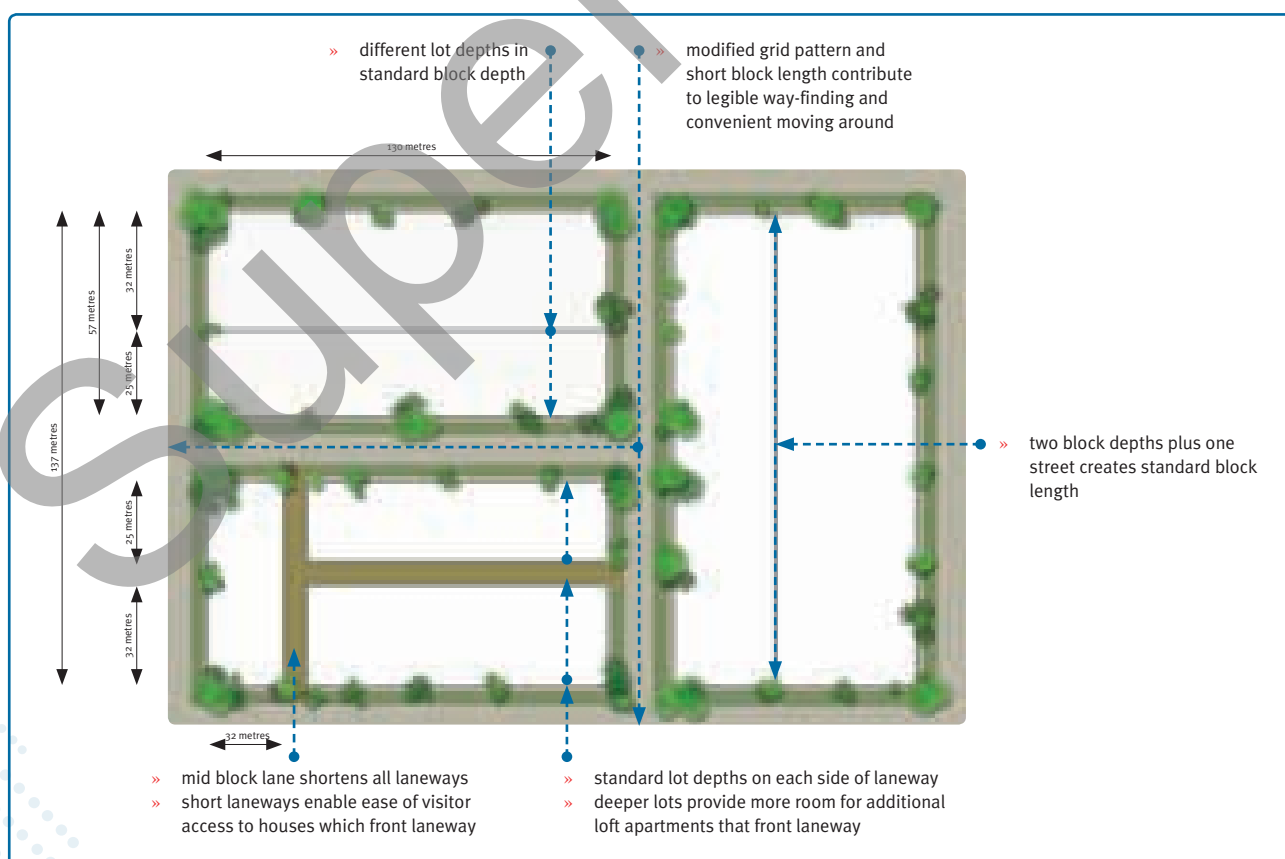 » different lot depths in
standard block depth
» modified grid pattern and
short block length contribute
to legible way-finding and
convenient moving around
130 metres
137 metres
57 metres
32 metres
25 metres
25 metres
32 metres
32 metres
» two block depths plus one
street creates standard block
length
» mid block lane shortens all laneways
» short laneways enable ease of visitor
access to houses which front laneway
» standard lot depths on each side of laneway
» deeper lots provide more room for additional
loft apartments that front laneway